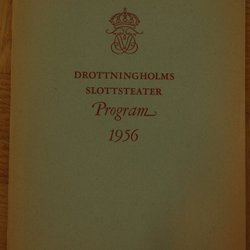 DROTTNINGHOLMS
SLOTTSTEATER
Program
1956